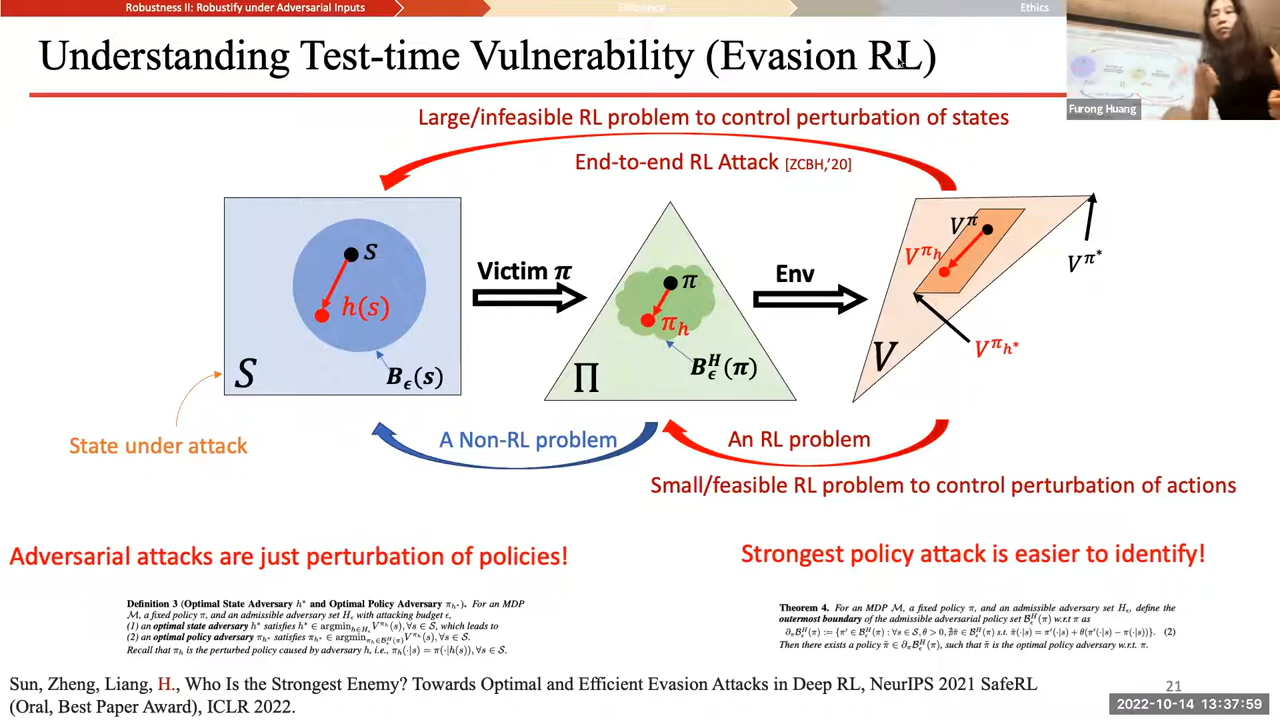 Robustness II: Robustify under Adversarial Inputs
Efficiency
Ethics
Understanding Test-time Vulnerability (Evasion RL)
Furong Huang
Large/infeasible RL problem to control perturbation of states
End-to-end RL Attack [ZCBH,'20]
s
h(s)
B_ϵ(s)
S
State under attack
Victim π
π
π_h
B_ϵ^H(π)
Π
Env
V^π
V^{π_h}
V^{π*}
V^{π_{h*}}
V
A Non-RL problem
An RL problem
Small/feasible RL problem to control perturbation of actions
Adversarial attacks are just perturbation of policies!
Strongest policy attack is easier to identify!
Definition 3 (Optimal State Adversary h* and Optimal Policy Adversary π_{h*}). For an MDP
M, a fixed policy π, and an admissible adversary set H_ϵ with attacking budget ϵ,
(1) an optimal state adversary h* satisfies h* ∈ argmin_{h∈H_ϵ} V^{π_h}(s), ∀s ∈ S, which leads to
(2) an optimal policy adversary π_{h*} satisfies π_{h*} ∈ argmin_{π_h∈B_ϵ^H(π)} V^{π_h}(s), ∀s ∈ S.
Recall that π_h is the perturbed policy caused by adversary h, i.e., π_h(·|s) = π(·|h(s)), ∀s ∈ S.
Theorem 4. For an MDP M, a fixed policy π, and an admissible adversary set H_ϵ, define the
outermost boundary of the admissible adversarial policy set B_ϵ^H(π) w.r.t π as
∂_πB_ϵ^H(π) := {π' ∈ B_ϵ^H(π) : ∀s ∈ S, θ > 0, ∄π̂ ∈ B_ϵ^H(π) s.t. π̂(·|s) = π'(·|s) + θ(π'(·|s) − π(·|s))}. (2)
Then there exists a policy π̃ ∈ ∂_πB_ϵ^H(π), such that π̃ is the optimal policy adversary w.r.t. π.
Sun, Zheng, Liang, H., Who Is the Strongest Enemy? Towards Optimal and Efficient Evasion Attacks in Deep RL, NeurIPS 2021 SafeRL
(Oral, Best Paper Award), ICLR 2022.
21
2022-10-14 13:37:59